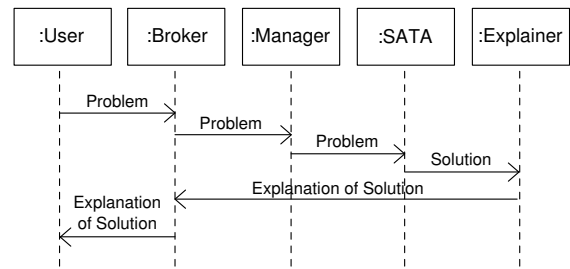 :User
:Broker
:Manager
:SATA
:Explainer
Problem
Problem
Problem
Solution
Explanation of Solution
Explanation
of Solution